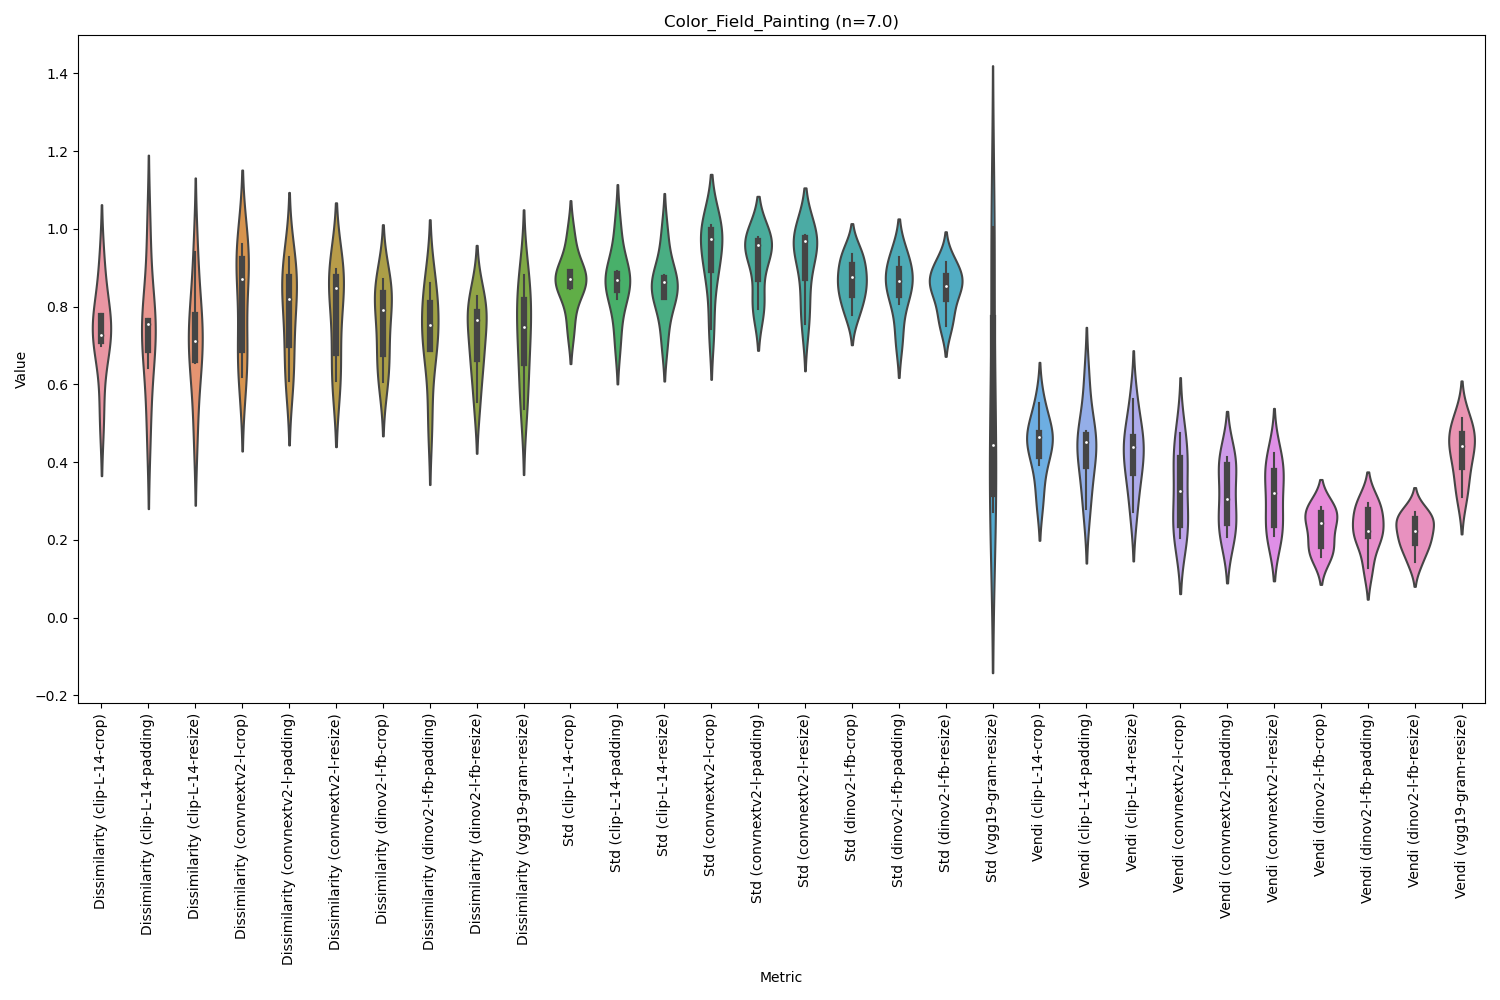 Color_Field_Painting (n=7.0)
1.4
1.2
1.0
0.8
0.6
0.4
0.2
0.0
−0.2
Value
Dissimilarity (clip-L-14-crop)
Dissimilarity (clip-L-14-padding)
Dissimilarity (clip-L-14-resize)
Dissimilarity (convnextv2-l-crop)
Dissimilarity (convnextv2-l-padding)
Dissimilarity (convnextv2-l-resize)
Dissimilarity (dinov2-l-fb-crop)
Dissimilarity (dinov2-l-fb-padding)
Dissimilarity (dinov2-l-fb-resize)
Dissimilarity (vgg19-gram-resize)
Std (clip-L-14-crop)
Std (clip-L-14-padding)
Std (clip-L-14-resize)
Std (convnextv2-l-crop)
Std (convnextv2-l-padding)
Std (convnextv2-l-resize)
Std (dinov2-l-fb-crop)
Std (dinov2-l-fb-padding)
Std (dinov2-l-fb-resize)
Std (vgg19-gram-resize)
Vendi (clip-L-14-crop)
Vendi (clip-L-14-padding)
Vendi (clip-L-14-resize)
Vendi (convnextv2-l-crop)
Vendi (convnextv2-l-padding)
Vendi (convnextv2-l-resize)
Vendi (dinov2-l-fb-crop)
Vendi (dinov2-l-fb-padding)
Vendi (dinov2-l-fb-resize)
Vendi (vgg19-gram-resize)
Metric